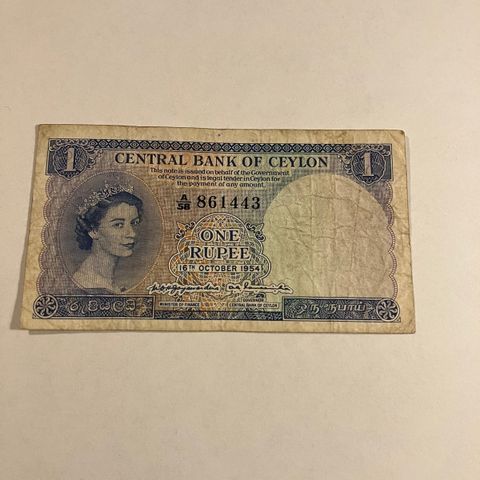 1 CENTRAL BANK OF CEYLON 1
This note is issued on behalf of the Government
of Ceylon and is legal tender in Ceylon for
the payment of any amount.
A/58 861443
ONE
RUPEE
16TH OCTOBER 1954
MINISTER OF FINANCE GOVERNOR
CENTRAL BANK OF CEYLON
රුපියලයි ஒரு ரூபாய்